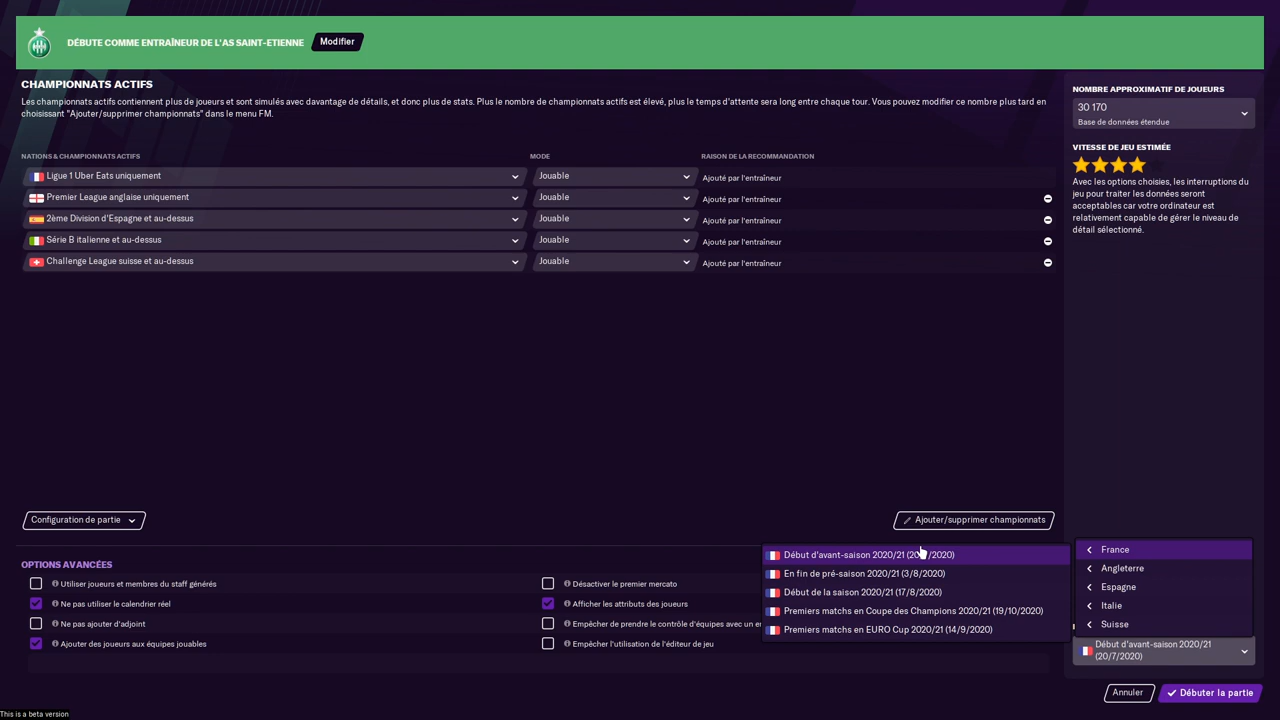 DÉBUTE COMME ENTRAÎNEUR DE L'AS SAINT-ETIENNE
Modifier
CHAMPIONNATS ACTIFS
Les championnats actifs contiennent plus de joueurs et sont simulés avec davantage de détails, et donc plus de stats. Plus le nombre de championnats actifs est élevé, plus le temps d'attente sera long entre chaque tour. Vous pouvez modifier ce nombre plus tard en
choisissant "Ajouter/supprimer championnats" dans le menu FM.
NATIONS & CHAMPIONNATS ACTIFS MODE RAISON DE LA RECOMMANDATION
Ligue 1 Uber Eats uniquement Jouable Ajouté par l'entraîneur
Premier League anglaise uniquement Jouable Ajouté par l'entraîneur
2ème Division d'Espagne et au-dessus Jouable Ajouté par l'entraîneur
Série B italienne et au-dessus Jouable Ajouté par l'entraîneur
Challenge League suisse et au-dessus Jouable Ajouté par l'entraîneur
NOMBRE APPROXIMATIF DE JOUEURS
30 170
Base de données étendue
VITESSE DE JEU ESTIMÉE
Avec les options choisies, les interruptions du
jeu pour traiter les données seront
acceptables car votre ordinateur est
relativement capable de gérer le niveau de
détail sélectionné.
Configuration de partie
Ajouter/supprimer championnats
OPTIONS AVANCÉES
Utiliser joueurs et membres du staff générés
Ne pas utiliser le calendrier réel
Ne pas ajouter d'adjoint
Ajouter des joueurs aux équipes jouables
Désactiver le premier mercato
Afficher les attributs des joueurs
Empêcher de prendre le contrôle d'équipes avec un
Empêcher l'utilisation de l'éditeur de jeu
Début d'avant-saison 2020/21 (20/7/2020)
En fin de pré-saison 2020/21 (3/8/2020)
Début de la saison 2020/21 (17/8/2020)
Premiers matchs en Coupe des Champions 2020/21 (19/10/2020)
Premiers matchs en EURO Cup 2020/21 (14/9/2020)
France
Angleterre
Espagne
Italie
Suisse
Début d'avant-saison 2020/21
(20/7/2020)
Annuler
Débuter la partie
This is a beta version